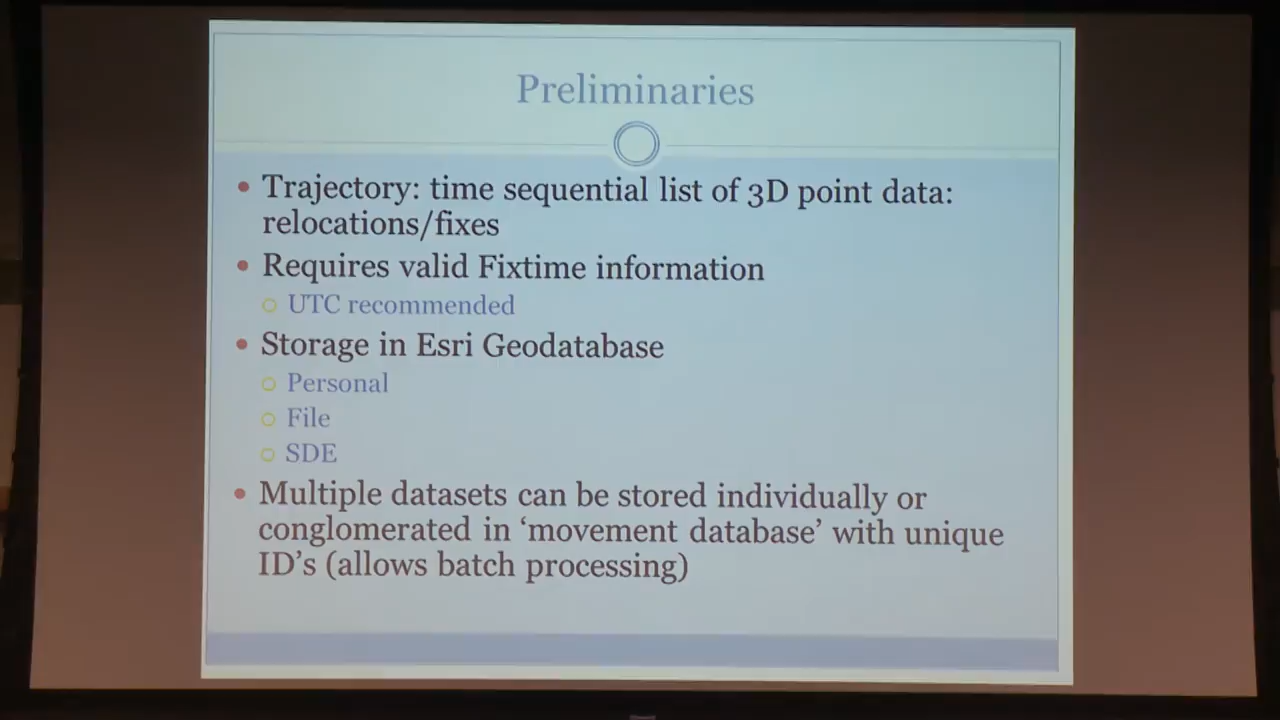 Preliminaries
• Trajectory: time sequential list of 3D point data:
relocations/fixes
• Requires valid Fixtime information
○ UTC recommended
• Storage in Esri Geodatabase
○ Personal
○ File
○ SDE
• Multiple datasets can be stored individually or
conglomerated in ‘movement database’ with unique
ID’s (allows batch processing)